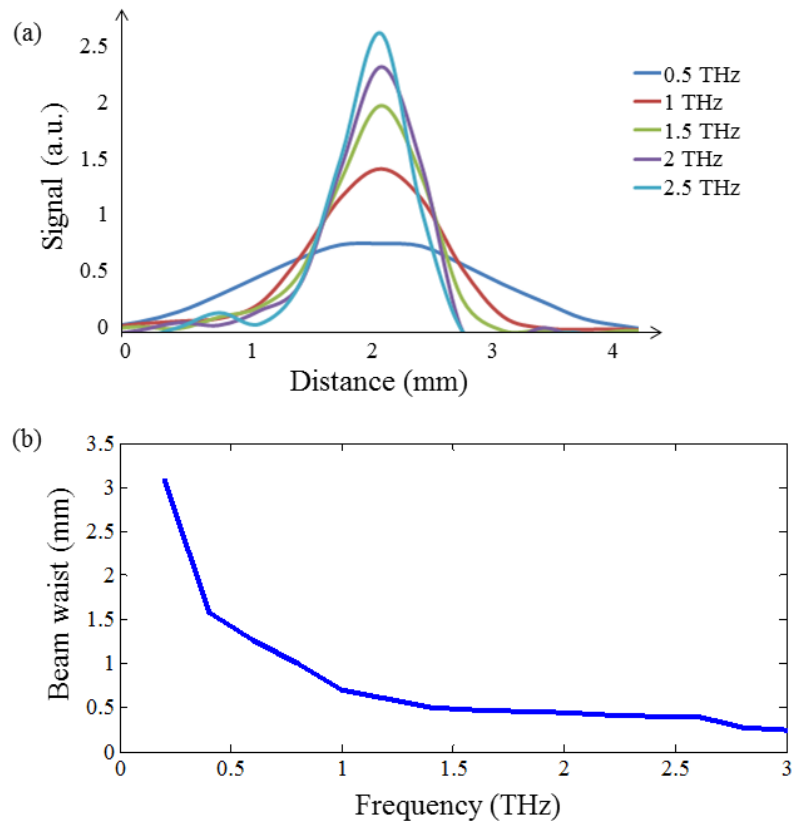 (a)
2.5
2
1.5
1
0.5
0
Signal (a.u.)
0 1 2 3 4
Distance (mm)
0.5 THz
1 THz
1.5 THz
2 THz
2.5 THz
(b)
3.5
3
2.5
2
1.5
1
0.5
0
Beam waist (mm)
0 0.5 1 1.5 2 2.5 3
Frequency (THz)